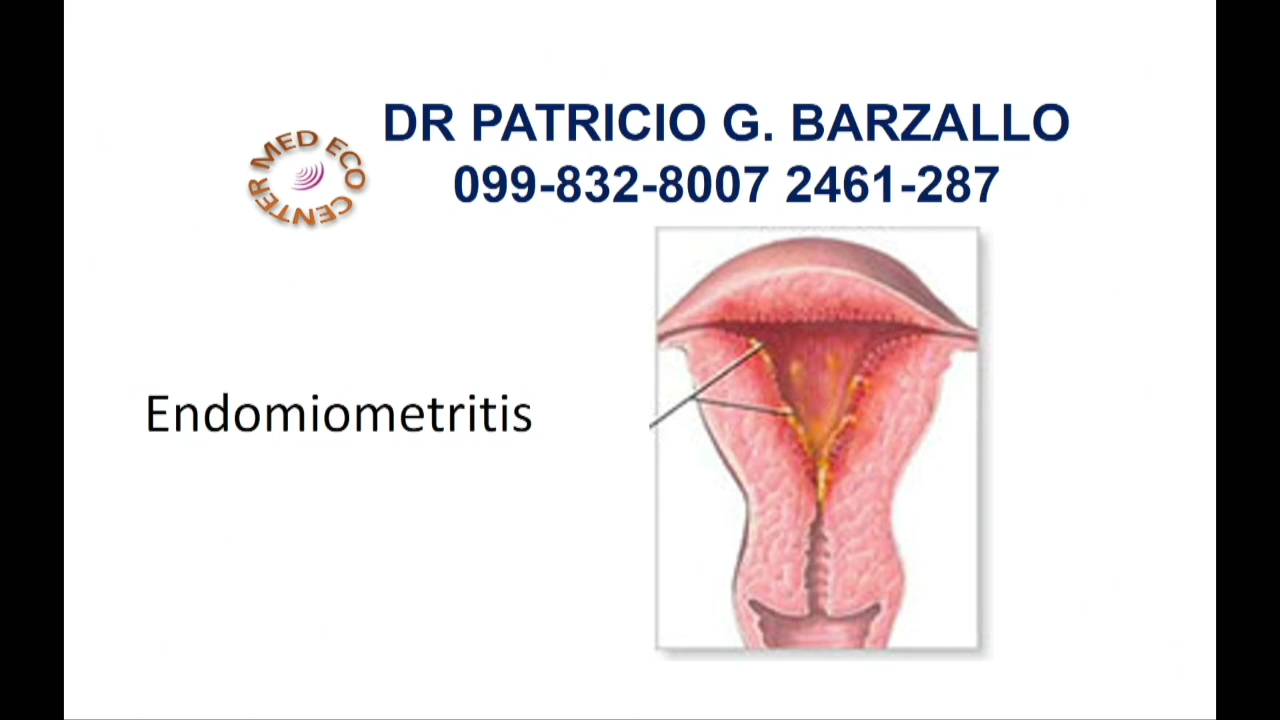 DR PATRICIO G. BARZALLO
099-832-8007 2461-287
MED ECO CENTER
Endomiometritis